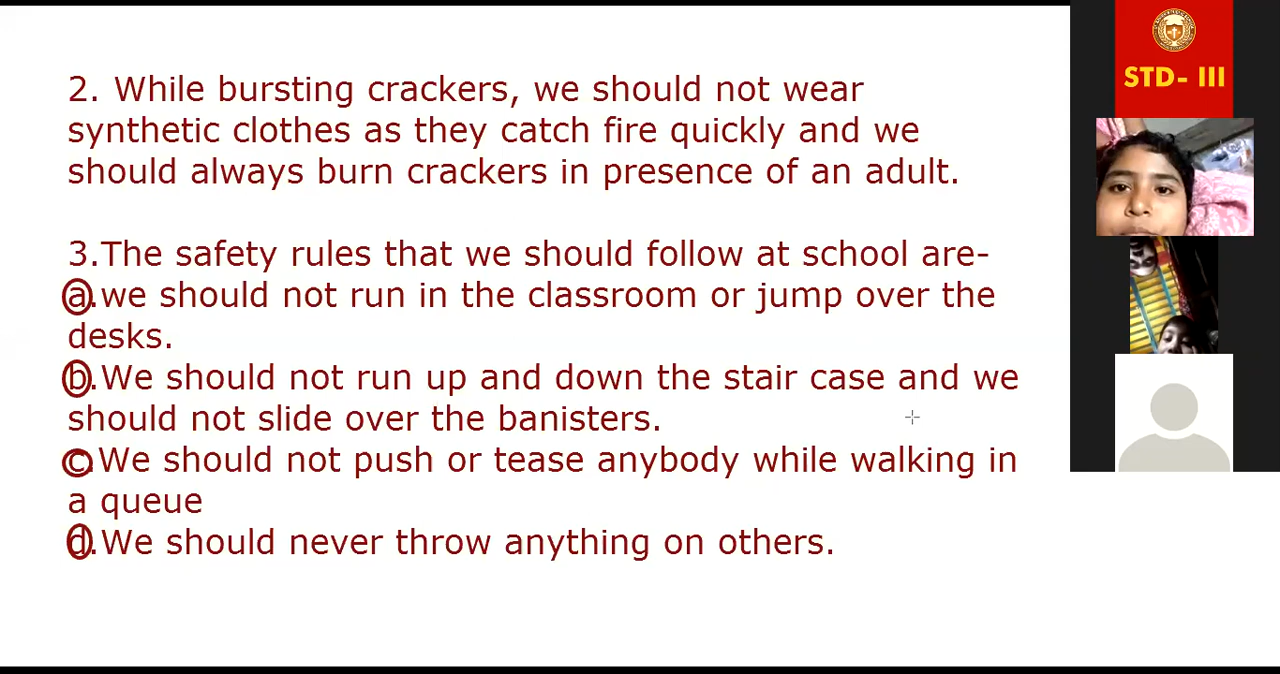 2. While bursting crackers, we should not wear
synthetic clothes as they catch fire quickly and we
should always burn crackers in presence of an adult.
3.The safety rules that we should follow at school are-
a.we should not run in the classroom or jump over the
desks.
b.We should not run up and down the stair case and we
should not slide over the banisters.
c.We should not push or tease anybody while walking in
a queue
d.We should never throw anything on others.
STD- III